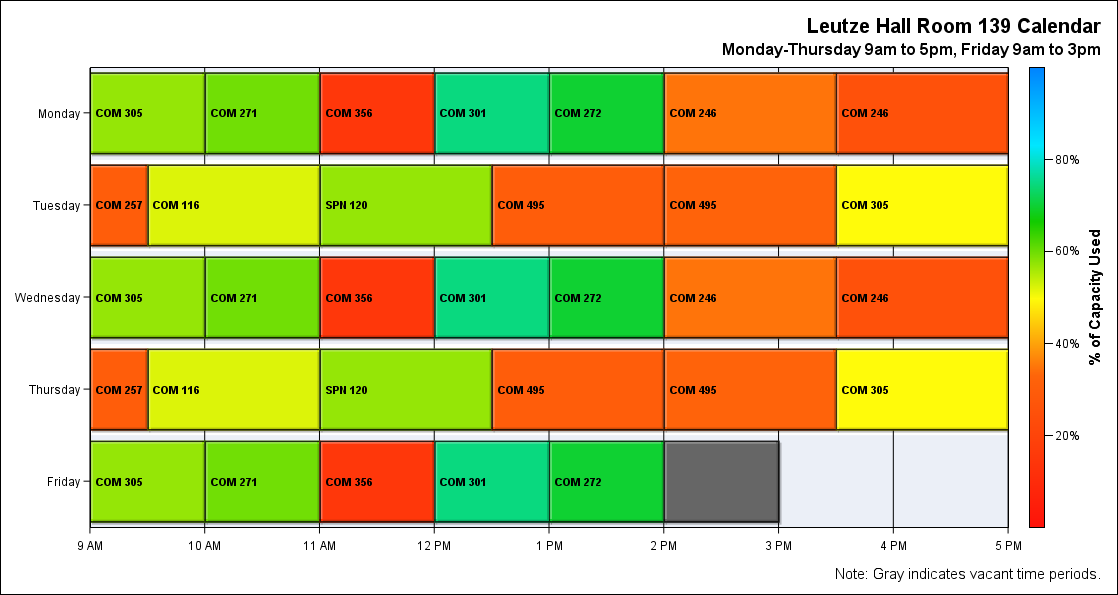 Leutze Hall Room 139 Calendar
Monday-Thursday 9am to 5pm, Friday 9am to 3pm
Monday COM 305 COM 271 COM 356 COM 301 COM 272 COM 246 COM 246
80%
Tuesday COM 257 COM 116 SPN 120 COM 495 COM 495 COM 305
60%
% of Capacity Used
Wednesday COM 305 COM 271 COM 356 COM 301 COM 272 COM 246 COM 246
40%
Thursday COM 257 COM 116 SPN 120 COM 495 COM 495 COM 305
20%
Friday COM 305 COM 271 COM 356 COM 301 COM 272
9 AM 10 AM 11 AM 12 PM 1 PM 2 PM 3 PM 4 PM 5 PM
Note: Gray indicates vacant time periods.